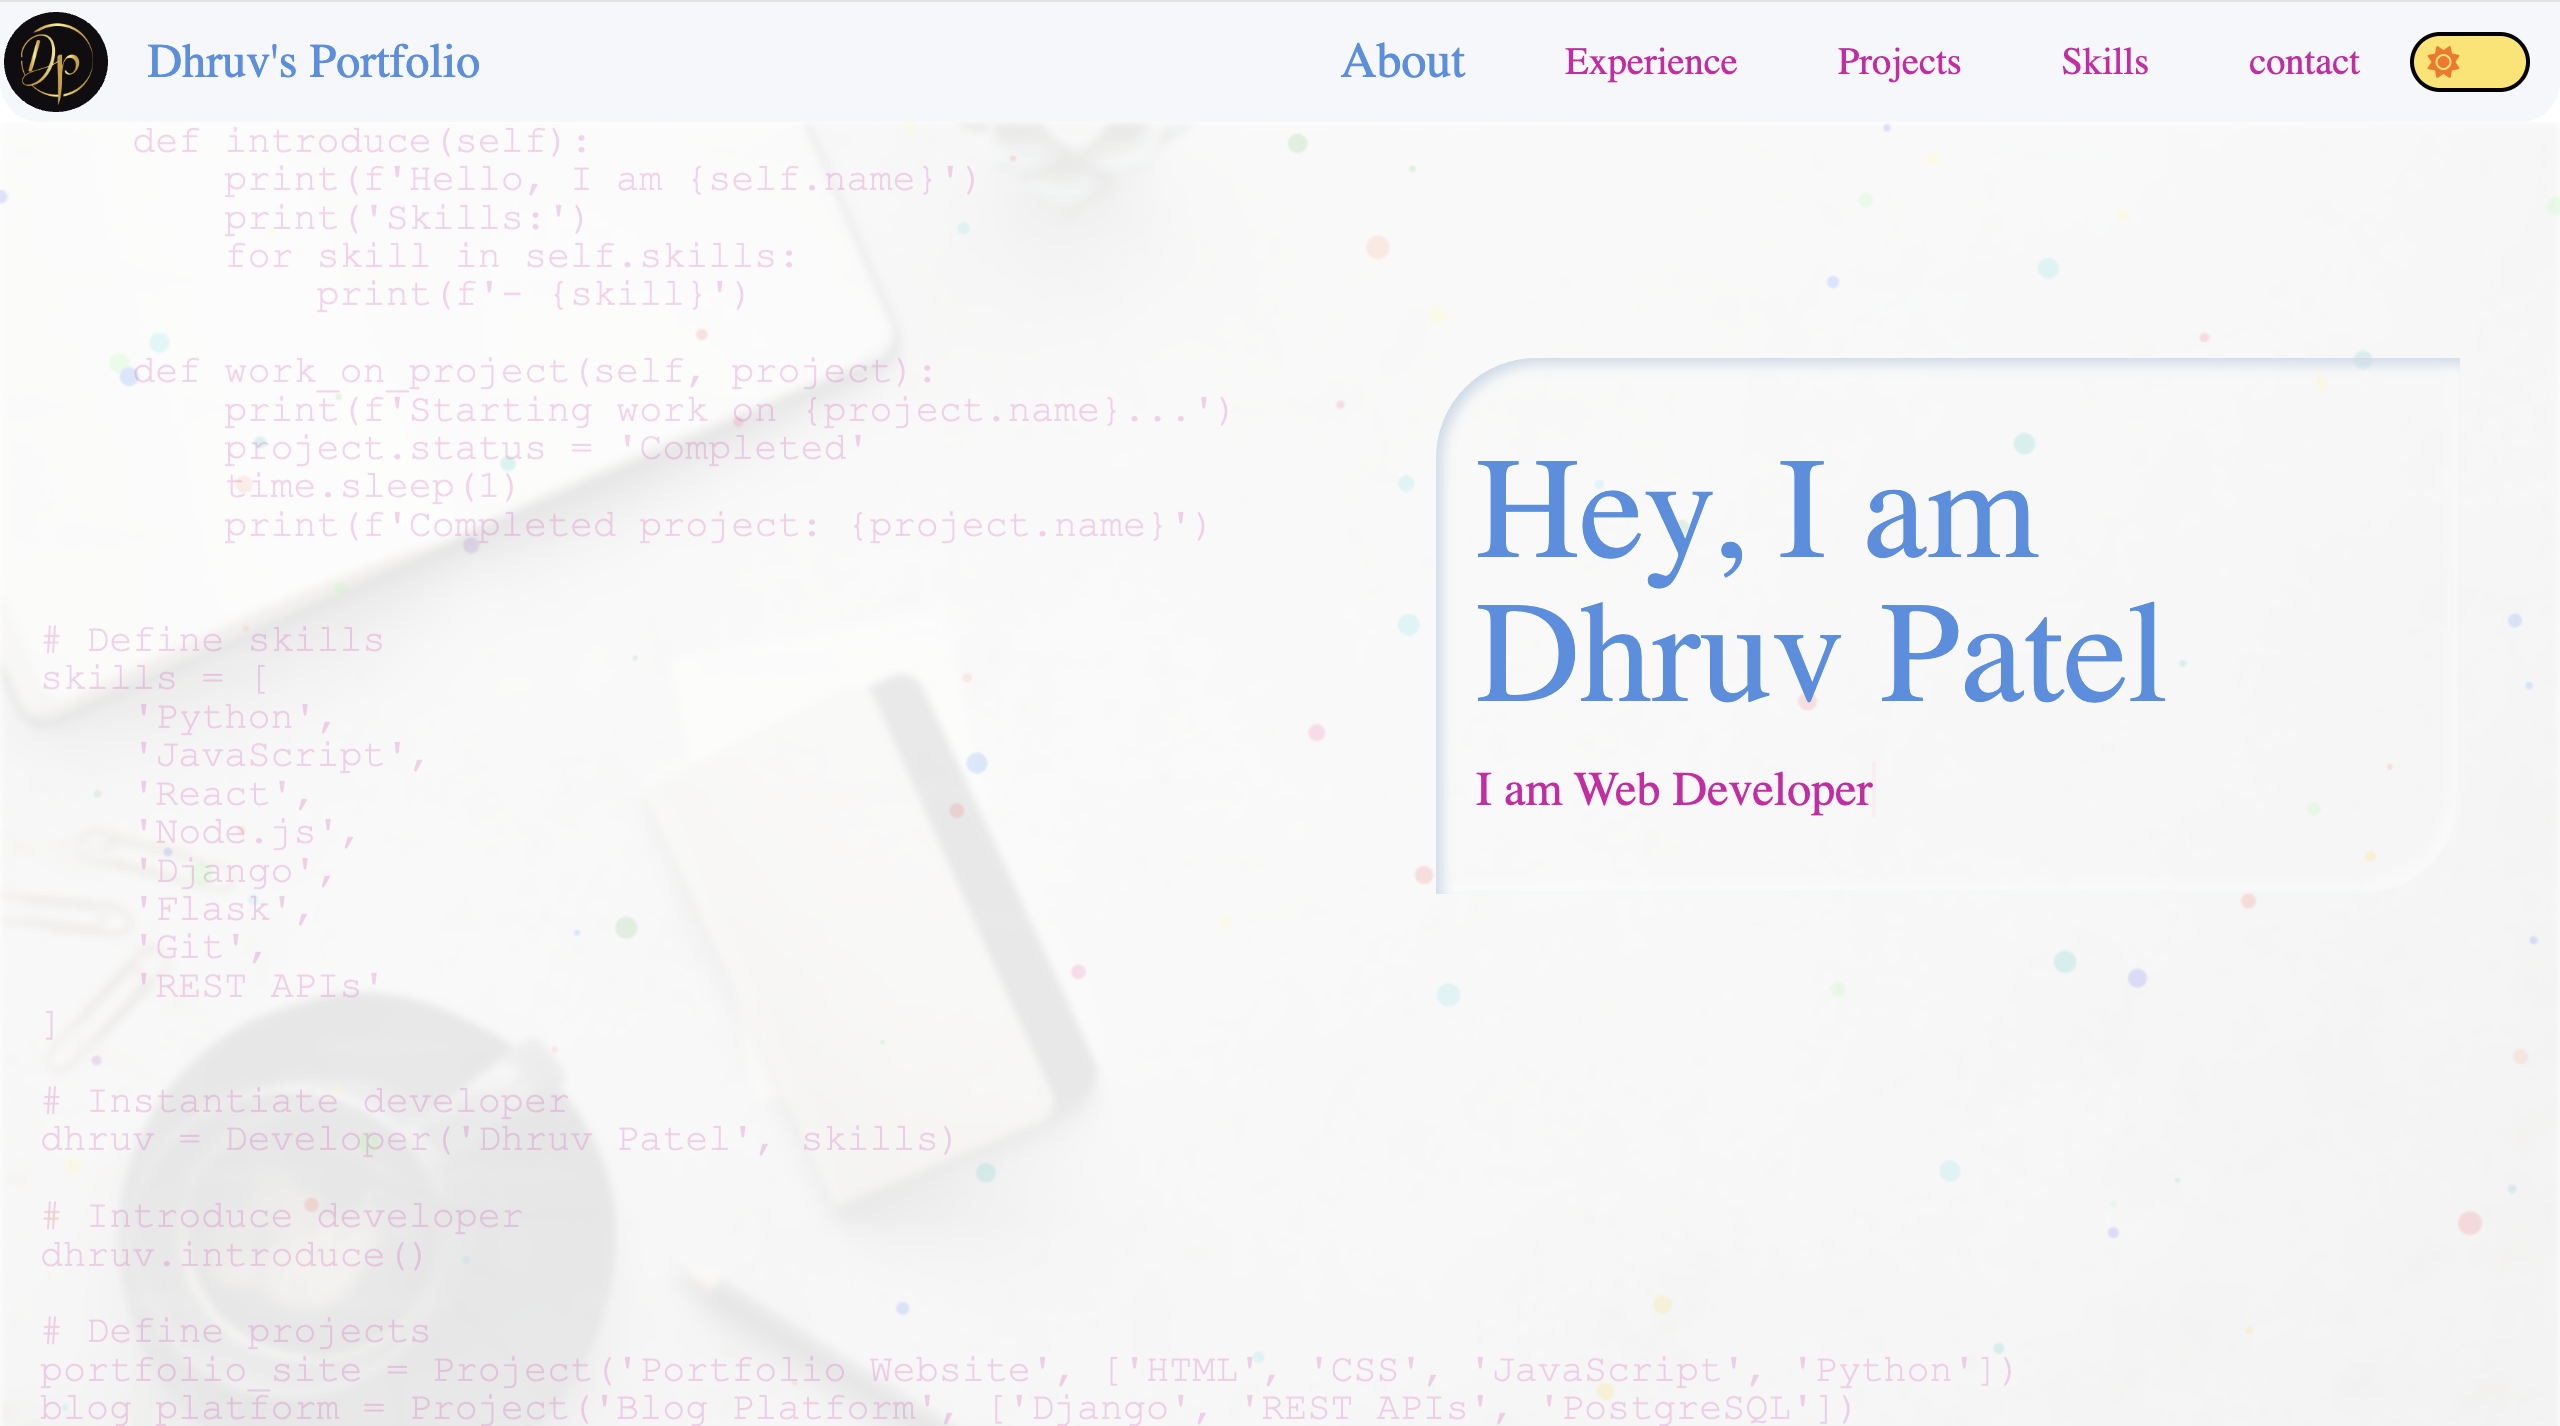 Dp
Dhruv's Portfolio
About
Experience
Projects
Skills
contact
def introduce(self):
print(f'Hello, I am {self.name}')
print('Skills:')
for skill in self.skills:
print(f'- {skill}')
def work_on_project(self, project):
print(f'Starting work on {project.name}...')
project.status = 'Completed'
time.sleep(1)
print(f'Completed project: {project.name}')
# Define skills
skills = [
'Python',
'JavaScript',
'React',
'Node.js',
'Django',
'Flask',
'Git',
'REST APIs'
]
# Instantiate developer
dhruv = Developer('Dhruv Patel', skills)
# Introduce developer
dhruv.introduce()
# Define projects
portfolio_site = Project('Portfolio Website', ['HTML', 'CSS', 'JavaScript', 'Python'])
blog_platform = Project('Blog Platform', ['Django', 'REST APIs', 'PostgreSQL'])
Hey, I am
Dhruv Patel
I am Web Developer